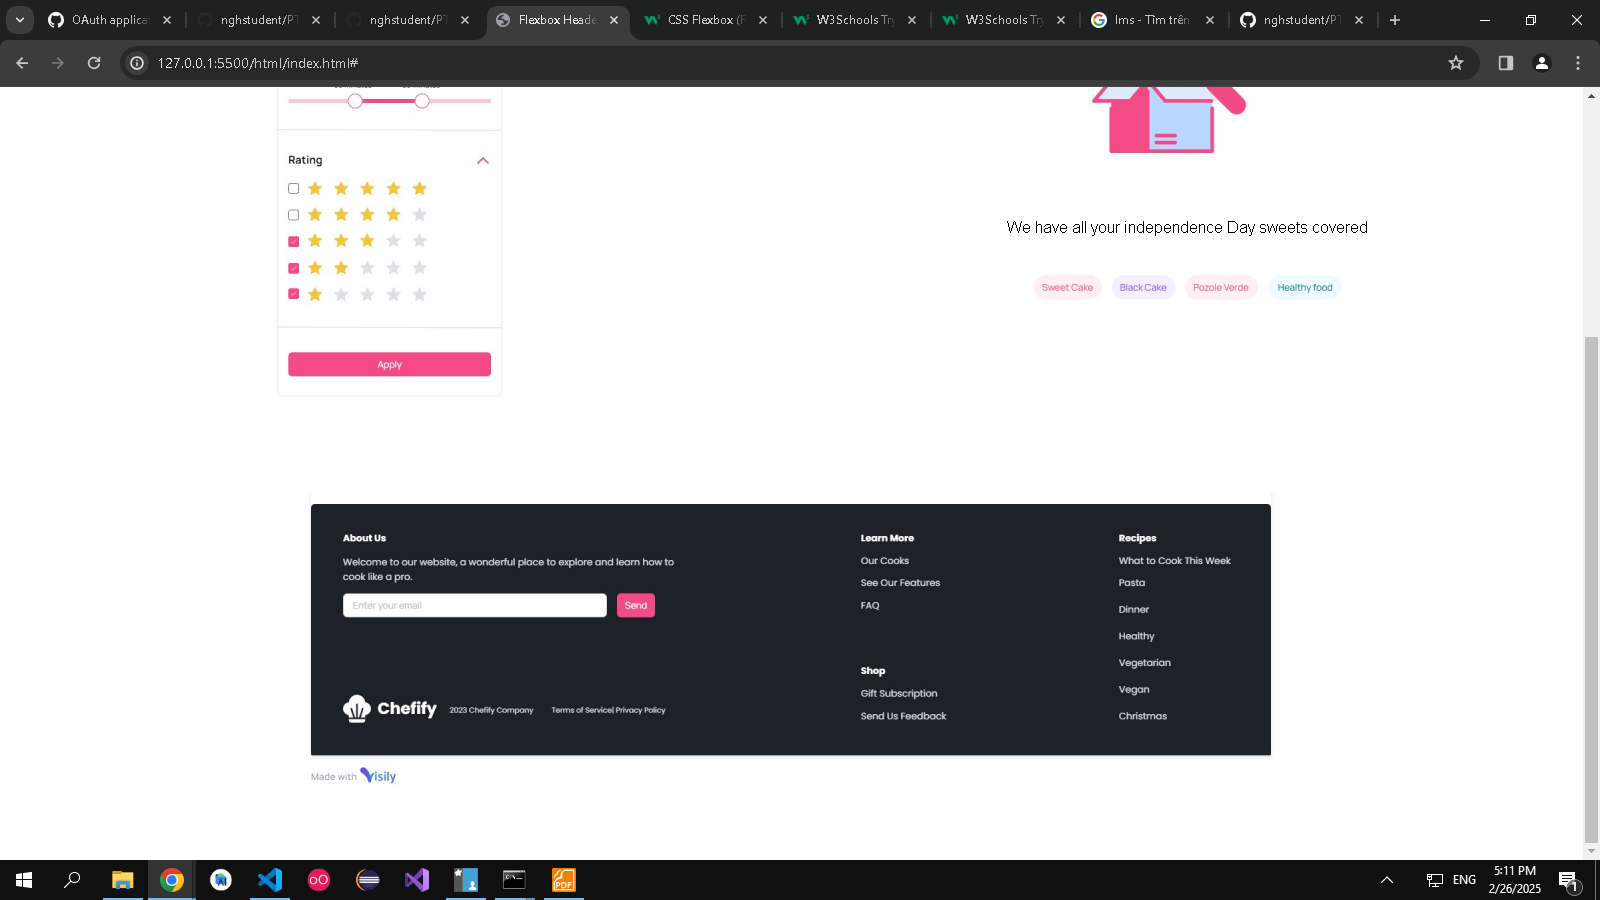 OAuth applica
nghstudent/PT
nghstudent/PT
Flexbox Heade
CSS Flexbox (F
W3Schools Try
W3Schools Try
lms - Tìm trên
nghstudent/PT
127.0.0.1:5500/html/index.html#
Rating
Apply
We have all your independence Day sweets covered
Sweet Cake
Black Cake
Pozole Verde
Healthy food
About Us
Welcome to our website, a wonderful place to explore and learn how to
cook like a pro.
Enter your email
Send
Chefify
2023 Chefify Company
Terms of Service| Privacy Policy
Learn More
Our Cooks
See Our Features
FAQ
Shop
Gift Subscription
Send Us Feedback
Recipes
What to Cook This Week
Pasta
Dinner
Healthy
Vegetarian
Vegan
Christmas
Made with Visily
PDF
ENG
5:11 PM
2/26/2025
1